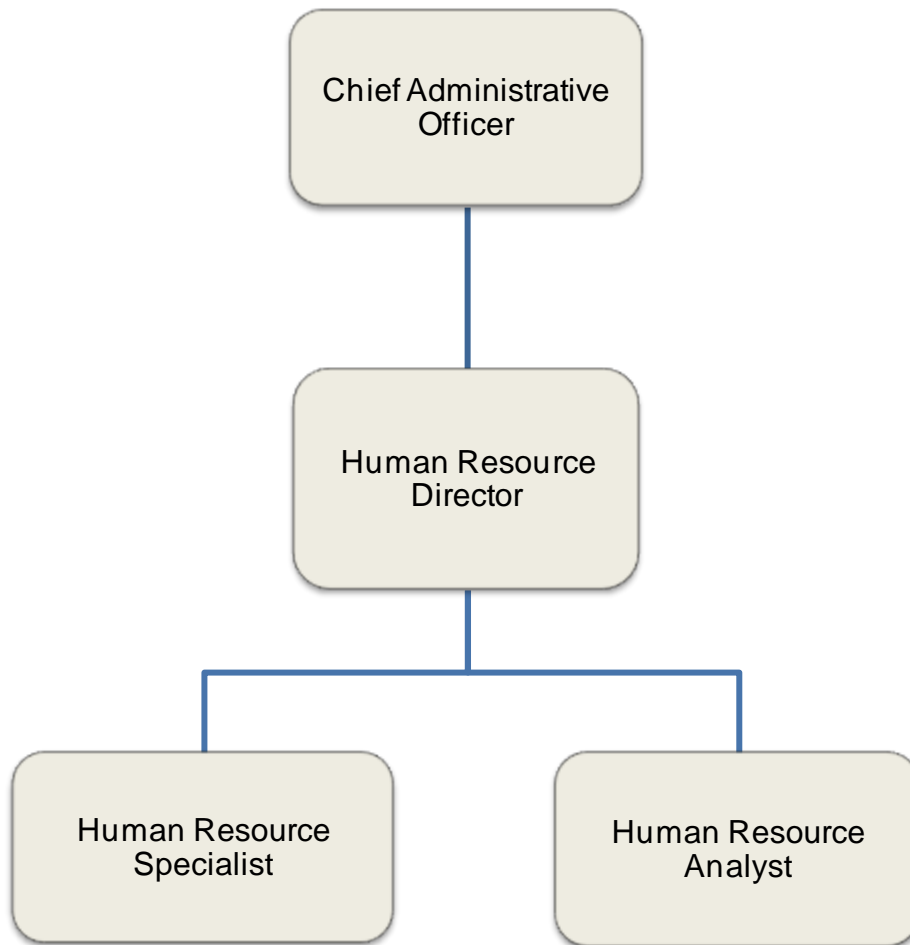 Chief Administrative
Officer
Human Resource
Director
Human Resource
Specialist
Human Resource
Analyst